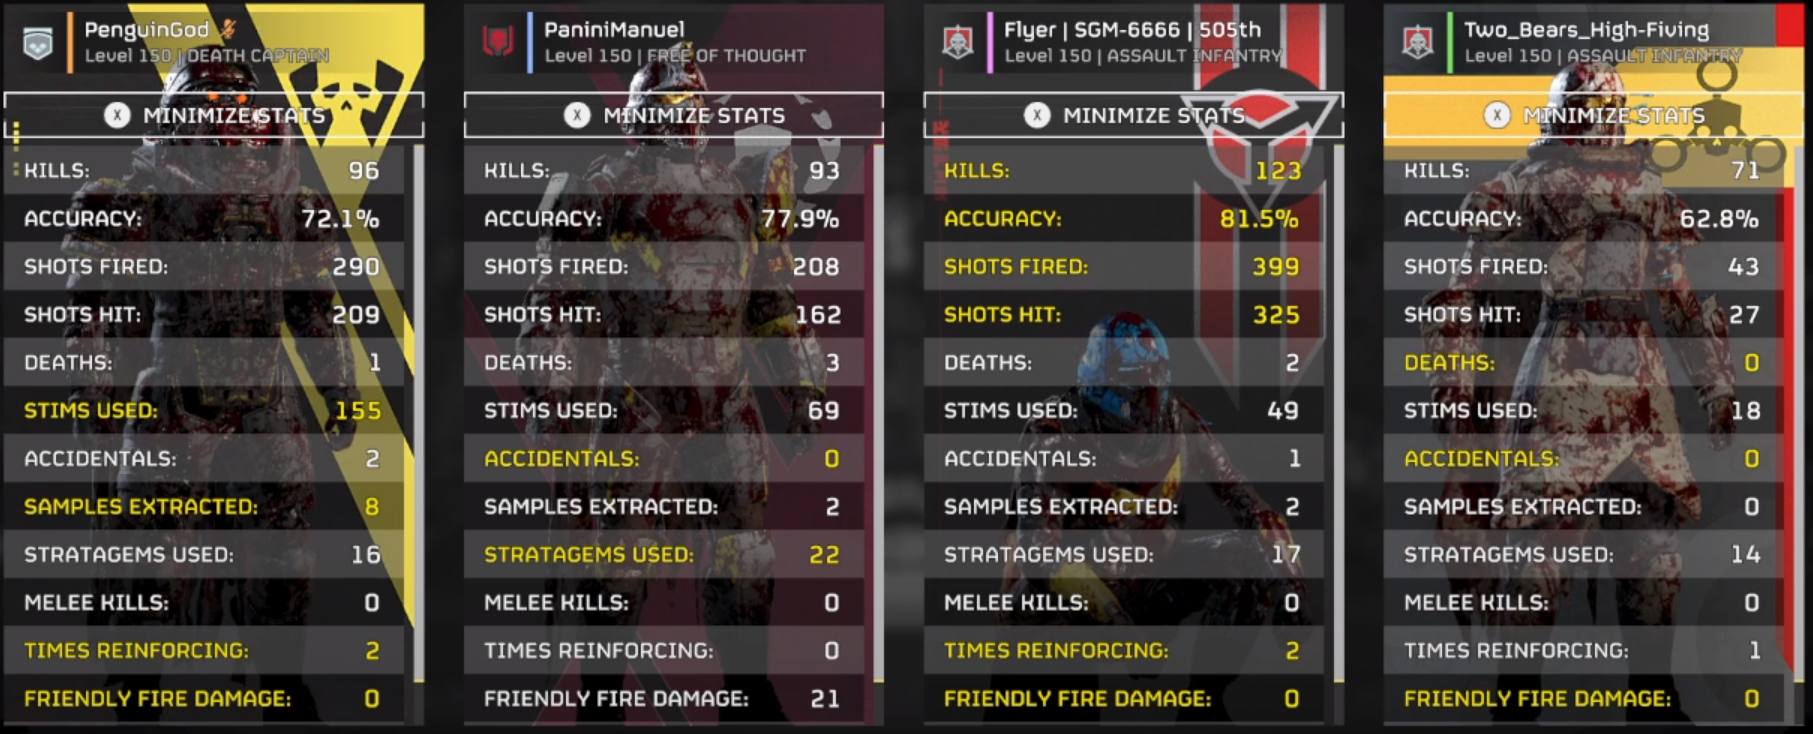 PenguinGod
Level 150 | DEATH CAPTAIN
X MINIMIZE STATS
KILLS: 96
ACCURACY: 72.1%
SHOTS FIRED: 290
SHOTS HIT: 209
DEATHS: 1
STIMS USED: 155
ACCIDENTALS: 2
SAMPLES EXTRACTED: 8
STRATAGEMS USED: 16
MELEE KILLS: 0
TIMES REINFORCING: 2
FRIENDLY FIRE DAMAGE: 0
PaniniManuel
Level 150 | FREE OF THOUGHT
X MINIMIZE STATS
KILLS: 93
ACCURACY: 77.9%
SHOTS FIRED: 208
SHOTS HIT: 162
DEATHS: 3
STIMS USED: 69
ACCIDENTALS: 0
SAMPLES EXTRACTED: 2
STRATAGEMS USED: 22
MELEE KILLS: 0
TIMES REINFORCING: 0
FRIENDLY FIRE DAMAGE: 21
Flyer | SGM-6666 | 505th
Level 150 | ASSAULT INFANTRY
X MINIMIZE STATS
KILLS: 123
ACCURACY: 81.5%
SHOTS FIRED: 399
SHOTS HIT: 325
DEATHS: 2
STIMS USED: 49
ACCIDENTALS: 1
SAMPLES EXTRACTED: 2
STRATAGEMS USED: 17
MELEE KILLS: 0
TIMES REINFORCING: 2
FRIENDLY FIRE DAMAGE: 0
Two_Bears_High-Fiving
Level 150 | ASSAULT INFANTRY
X MINIMIZE STATS
KILLS: 71
ACCURACY: 62.8%
SHOTS FIRED: 43
SHOTS HIT: 27
DEATHS: 0
STIMS USED: 18
ACCIDENTALS: 0
SAMPLES EXTRACTED: 0
STRATAGEMS USED: 14
MELEE KILLS: 0
TIMES REINFORCING: 1
FRIENDLY FIRE DAMAGE: 0